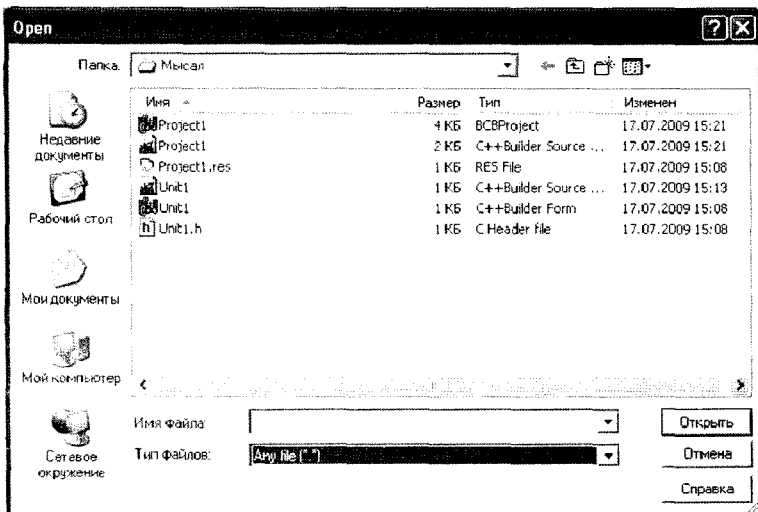 Open
Папка: Мысал
Имя Размер Тип Изменен
Project1 4 КБ BCBProject 17.07.2009 15:21
Project1 2 КБ C++Builder Source ... 17.07.2009 15:21
Project1.res 1 КБ RES File 17.07.2009 15:08
Unit1 1 КБ C++Builder Source ... 17.07.2009 15:13
Unit1 1 КБ C++Builder Form 17.07.2009 15:08
Unit1.h 1 КБ C Header file 17.07.2009 15:08
Недавние
документы
Рабочий стол
Мои документы
Мой компьютер
Сетевое
окружение
Имя файла:
Открыть
Тип файлов: Any file (*.*)
Отмена
Справка